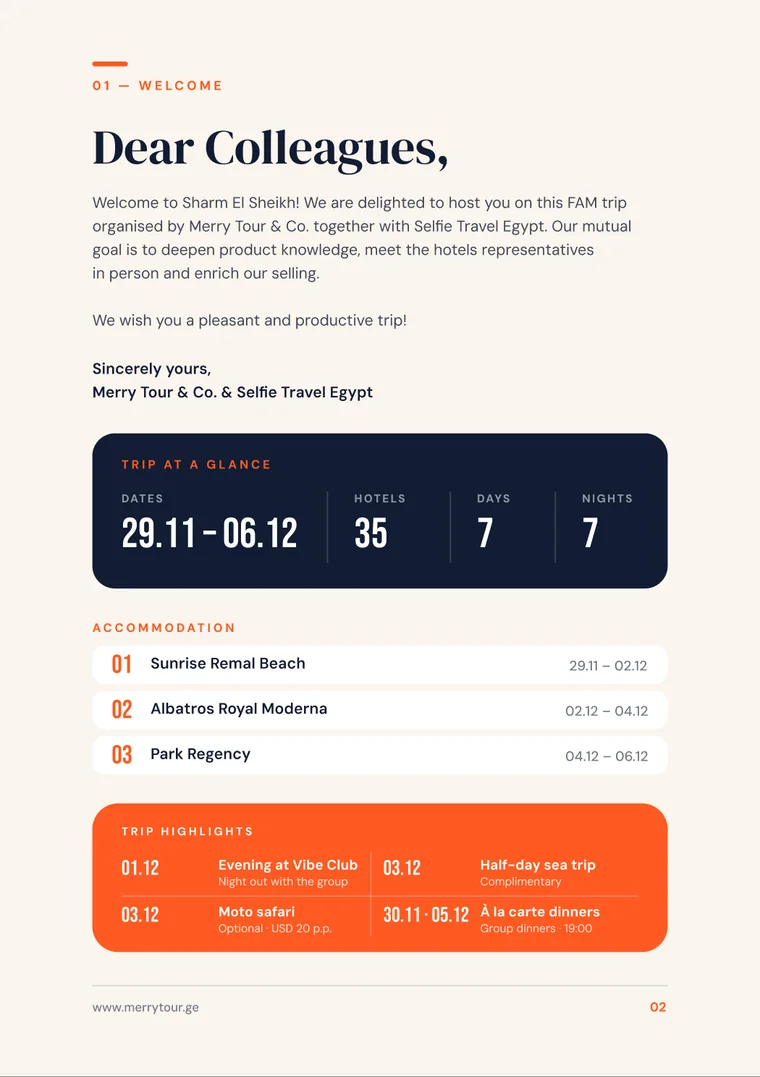 01 — WELCOME
Dear Colleagues,
Welcome to Sharm El Sheikh! We are delighted to host you on this FAM trip
organised by Merry Tour & Co. together with Selfie Travel Egypt. Our mutual
goal is to deepen product knowledge, meet the hotels representatives
in person and enrich our selling.
We wish you a pleasant and productive trip!
Sincerely yours,
Merry Tour & Co. & Selfie Travel Egypt
TRIP AT A GLANCE
DATES HOTELS DAYS NIGHTS
29.11 – 06.12 35 7 7
ACCOMMODATION
01 Sunrise Remal Beach 29.11 – 02.12
02 Albatros Royal Moderna 02.12 – 04.12
03 Park Regency 04.12 – 06.12
TRIP HIGHLIGHTS
01.12 Evening at Vibe Club 03.12 Half-day sea trip
Night out with the group Complimentary
03.12 Moto safari 30.11 · 05.12 À la carte dinners
Optional · USD 20 p.p. Group dinners · 19:00
www.merrytour.ge 02